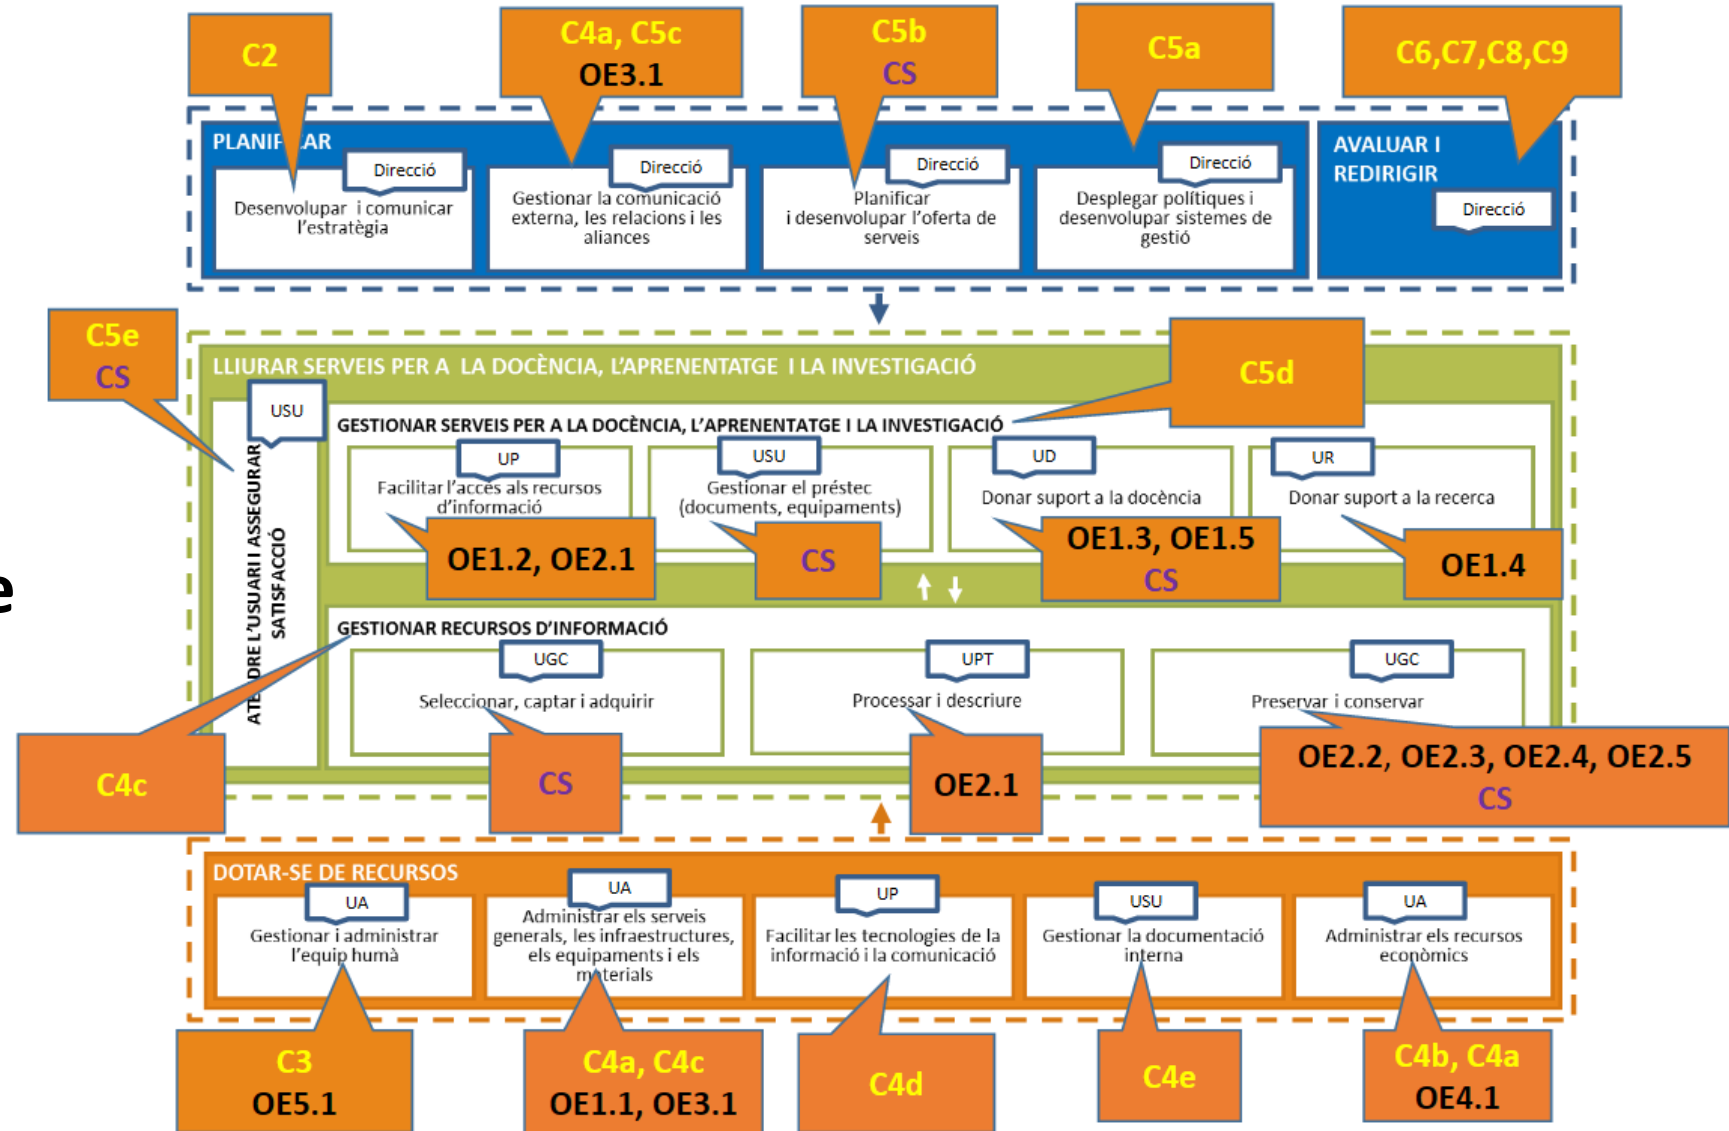 C2
C4a, C5c
OE3.1
C5b
CS
C5a
C6,C7,C8,C9
PLANIF AR
AVALUAR I
REDIRIGIR
Direcció
Direcció
Direcció
Direcció
Direcció
Desenvolupar i comunicar
l'estratègia
Gestionar la comunicació
externa, les relacions i les
aliances
Planificar
i desenvolupar l'oferta de
serveis
Desplegar polítiques i
desenvolupar sistemes de
gestió
C5e
CS
LLIURAR SERVEIS PER A LA DOCÈNCIA, L'APRENENTATGE I LA INVESTIGACIÓ
C5d
USU
ATENDRE L'USUARI I ASSEGURAR
SATISFACCIÓ
GESTIONAR SERVEIS PER A LA DOCÈNCIA, L'APRENENTATGE I LA INVESTIGACIÓ
UP
Facilitar l'accés als recursos
d'informació
OE1.2, OE2.1
USU
Gestionar el préstec
(documents, equipaments)
CS
UD
Donar suport a la docència
OE1.3, OE1.5
CS
UR
Donar suport a la recerca
OE1.4
e
GESTIONAR RECURSOS D'INFORMACIÓ
UGC
Seleccionar, captar i adquirir
CS
UPT
Processar i descriure
OE2.1
UGC
Preservar i conservar
OE2.2, OE2.3, OE2.4, OE2.5
CS
C4c
DOTAR-SE DE RECURSOS
UA
Gestionar i administrar
l'equip humà
UA
Administrar els serveis
generals, les infraestructures,
els equipaments i els
materials
UP
Facilitar les tecnologies de la
informació i la comunicació
USU
Gestionar la documentació
interna
UA
Administrar els recursos
econòmics
C3
OE5.1
C4a, C4c
OE1.1, OE3.1
C4d
C4e
C4b, C4a
OE4.1